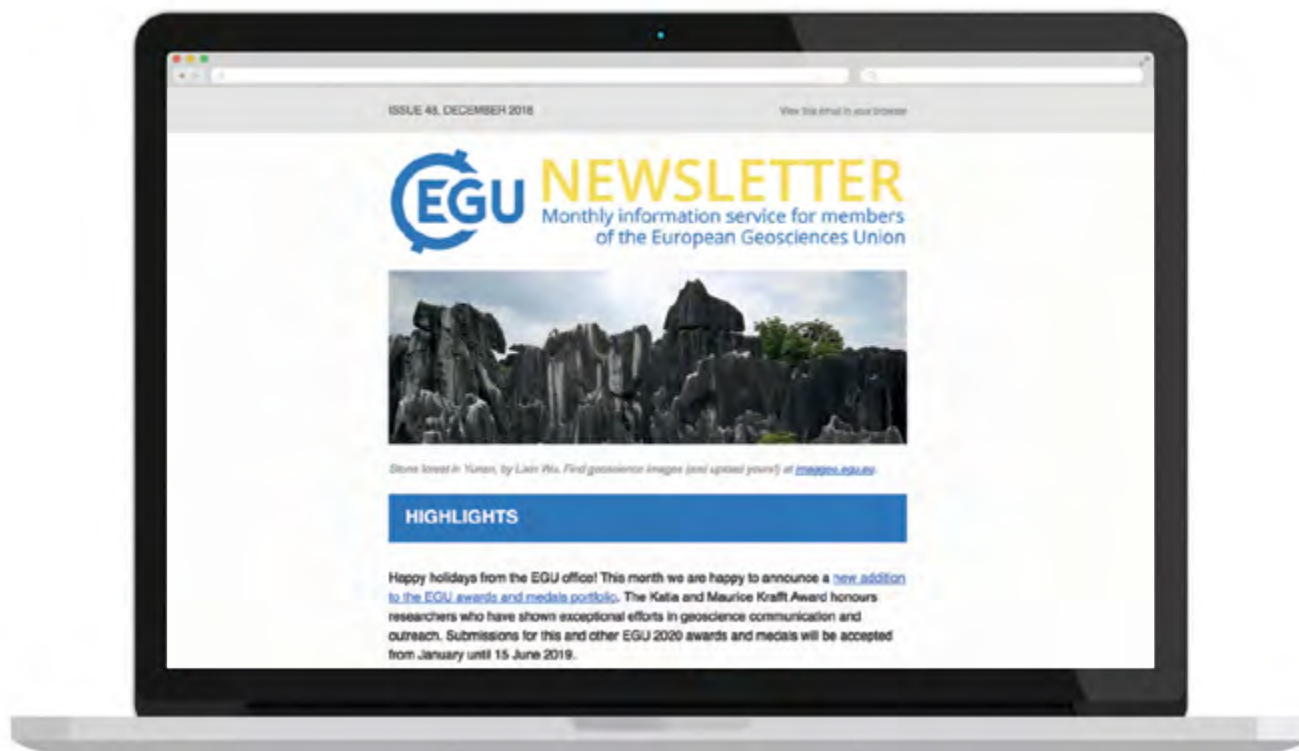 ISSUE 48, DECEMBER 2018
View this email in your browser
EGU
NEWSLETTER
Monthly information service for members
of the European Geosciences Union
Stone forest in Yunan, by Lixin Wu. Find geoscience images (and upload yours!) at imaggeo.egu.eu.
HIGHLIGHTS
Happy holidays from the EGU office! This month we are happy to announce a new addition
to the EGU awards and medals portfolio. The Katia and Maurice Krafft Award honours
researchers who have shown exceptional efforts in geoscience communication and
outreach. Submissions for this and other EGU 2020 awards and medals will be accepted
from January until 15 June 2019.